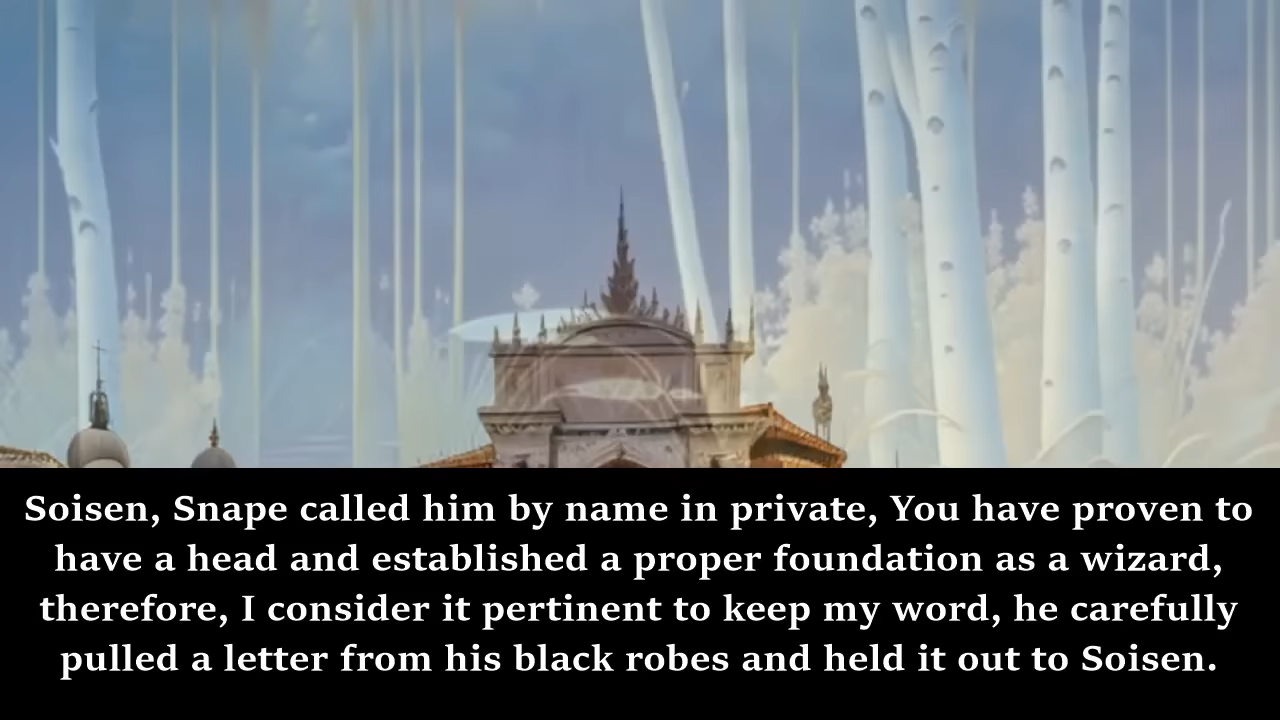 Soisen, Snape called him by name in private, You have proven to
have a head and established a proper foundation as a wizard,
therefore, I consider it pertinent to keep my word, he carefully
pulled a letter from his black robes and held it out to Soisen.